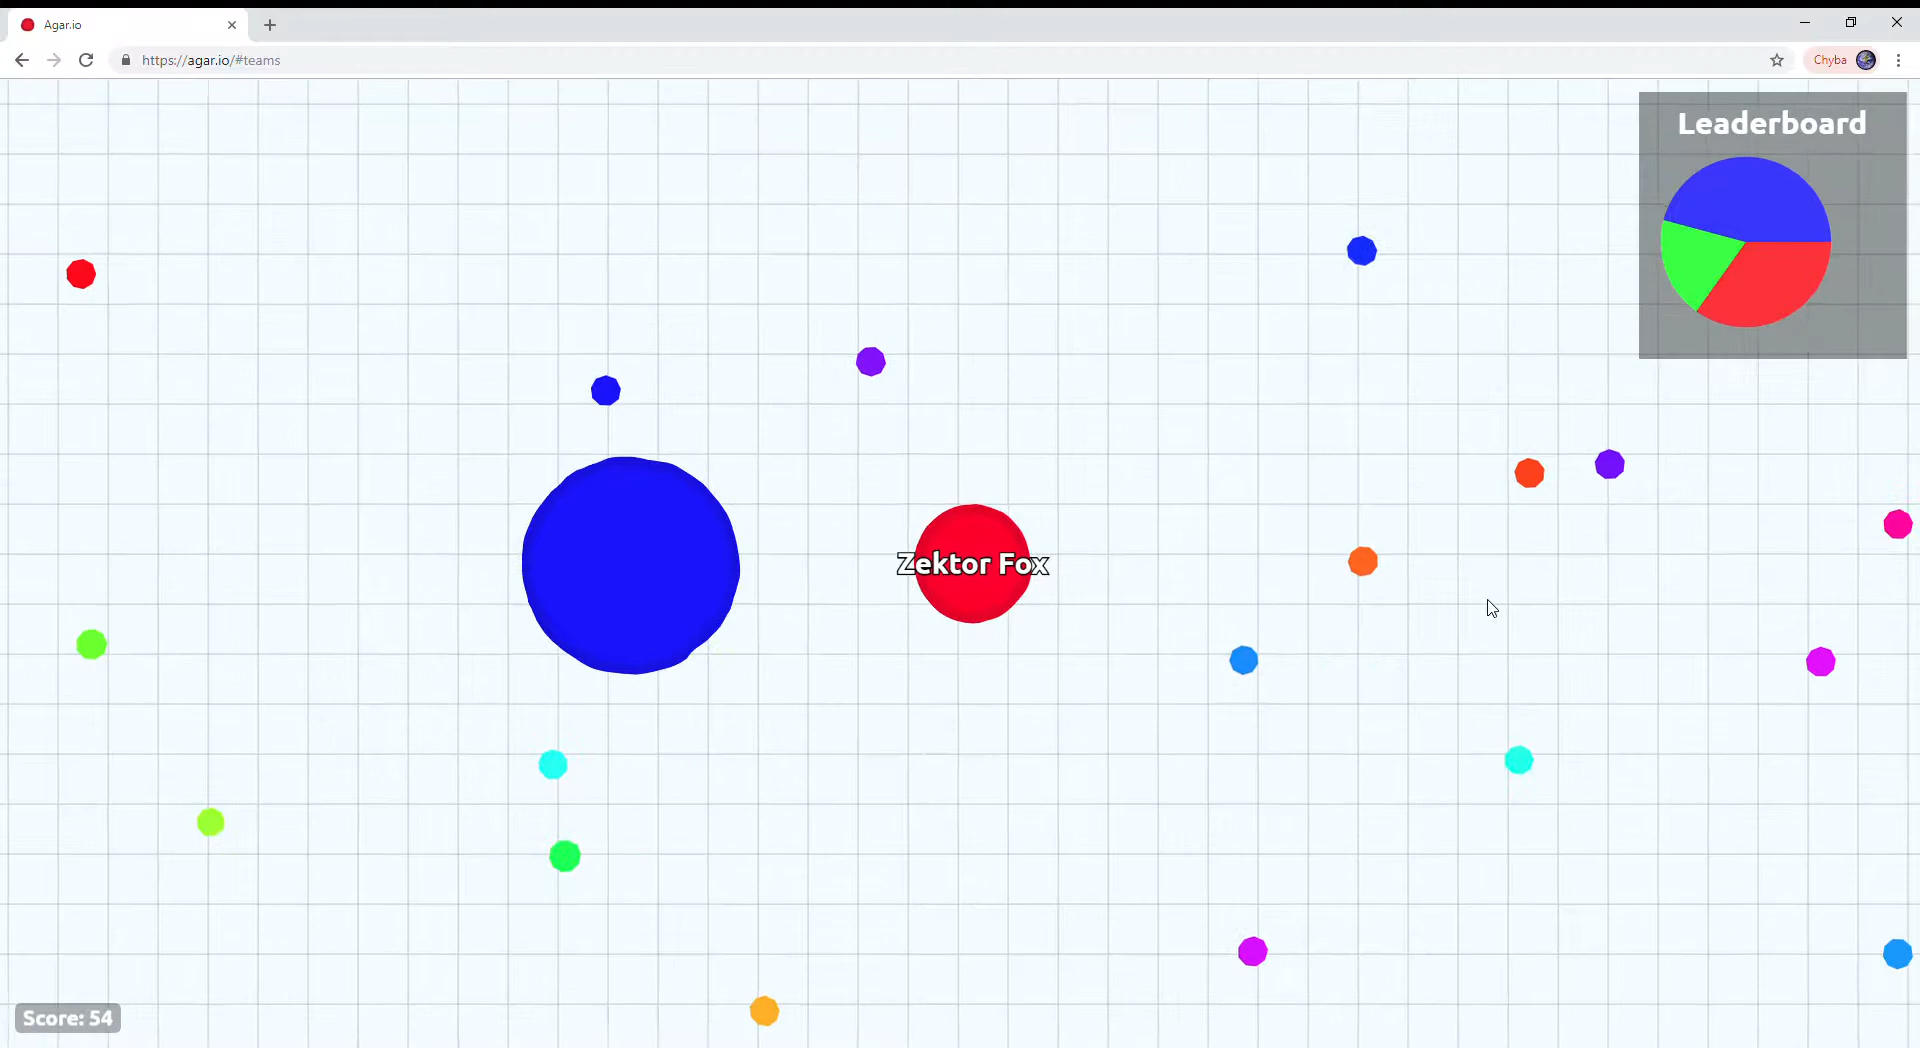 Agar.io
https://agar.io/#teams
Chyba
Leaderboard
Zektor Fox
Score: 54